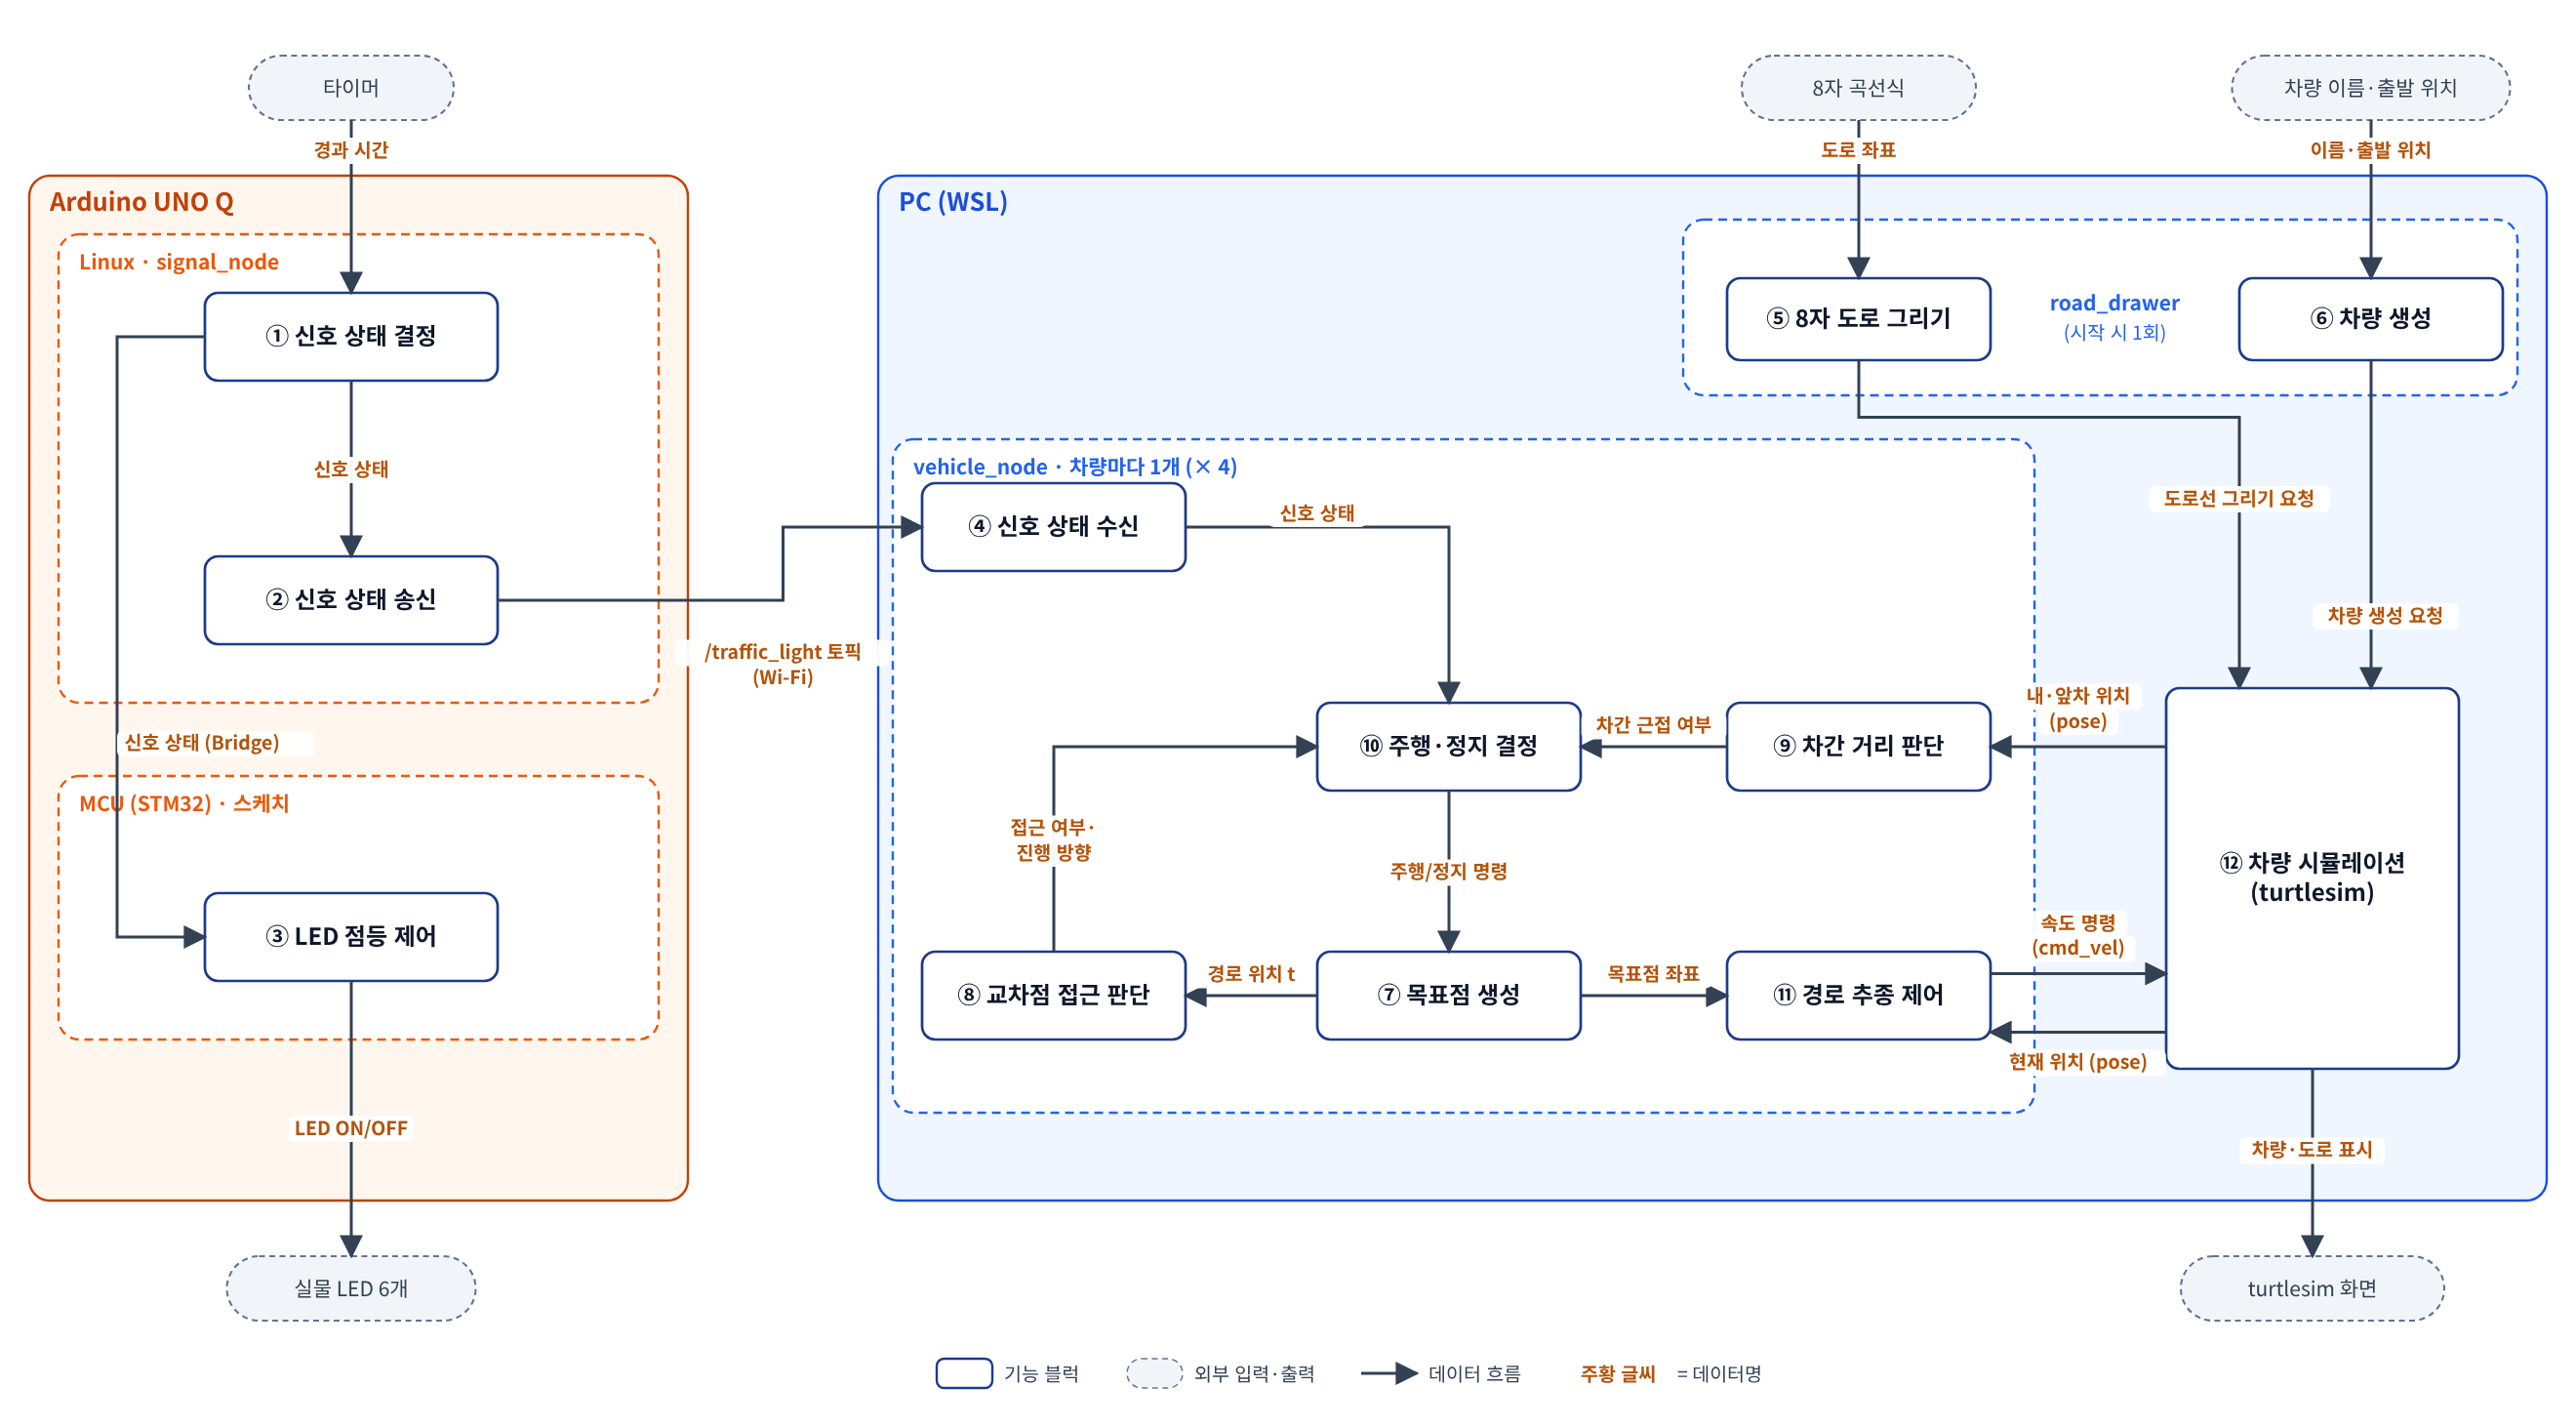 타이머
8자 곡선식
차량 이름·출발 위치
경과 시간
도로 좌표
이름·출발 위치
Arduino UNO Q
PC (WSL)
Linux · signal_node
① 신호 상태 결정
⑤ 8자 도로 그리기
road_drawer
(시작 시 1회)
⑥ 차량 생성
신호 상태
② 신호 상태 송신
/traffic_light 토픽
(Wi-Fi)
vehicle_node · 차량마다 1개 (× 4)
④ 신호 상태 수신
신호 상태
도로선 그리기 요청
차량 생성 요청
신호 상태 (Bridge)
⑩ 주행·정지 결정
차간 근접 여부
⑨ 차간 거리 판단
내·앞차 위치
(pose)
MCU (STM32) · 스케치
접근 여부·
진행 방향
주행/정지 명령
⑫ 차량 시뮬레이션
(turtlesim)
③ LED 점등 제어
속도 명령
(cmd_vel)
⑧ 교차점 접근 판단
경로 위치 t
⑦ 목표점 생성
목표점 좌표
⑪ 경로 추종 제어
현재 위치 (pose)
LED ON/OFF
차량·도로 표시
실물 LED 6개
turtlesim 화면
기능 블럭
외부 입력·출력
데이터 흐름
주황 글씨 = 데이터명